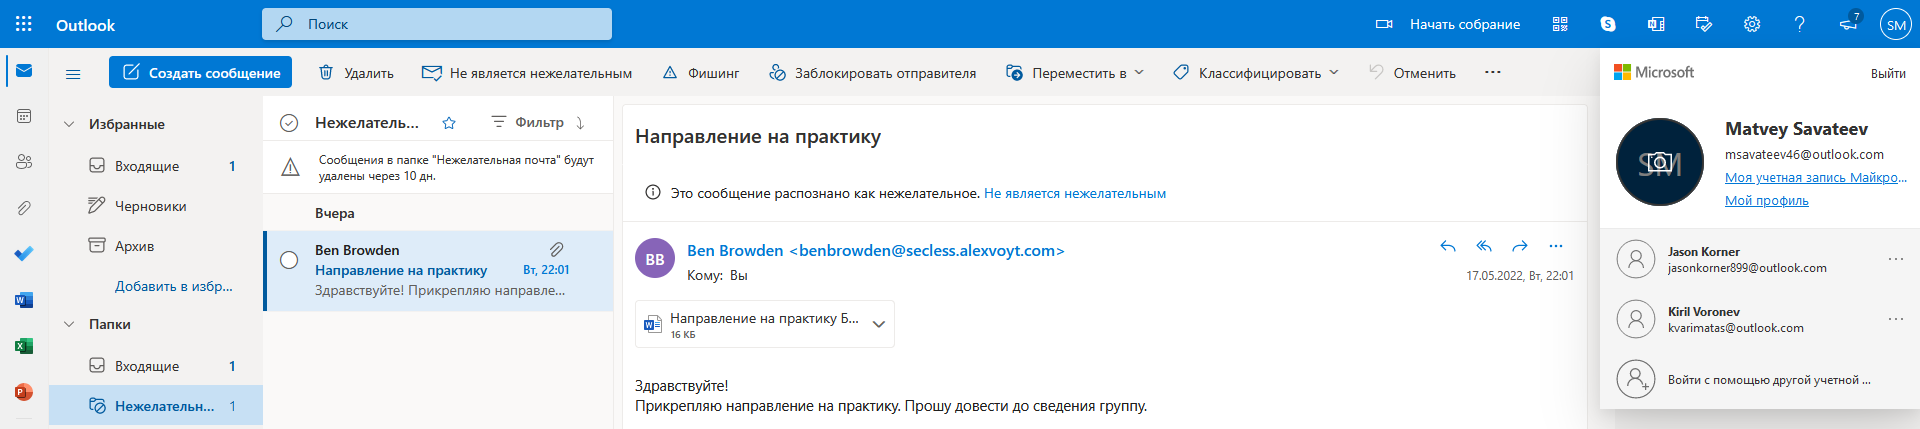 Outlook
Поиск
Начать собрание
7
SM
Создать сообщение
Удалить
Не является нежелательным
Фишинг
Заблокировать отправителя
Переместить в
Классифицировать
Отменить
Избранные
Входящие 1
Черновики
Архив
Добавить в избр...
Папки
Входящие 1
Нежелательн... 1
Нежелатель...
Фильтр
Сообщения в папке "Нежелательная почта" будут
удалены через 10 дн.
Вчера
Ben Browden
Направление на практику Вт, 22:01
Здравствуйте! Прикрепляю направле...
Направление на практику
Это сообщение распознано как нежелательное. Не является нежелательным
BB
Ben Browden <benbrowden@secless.alexvoyt.com>
Кому: Вы
17.05.2022, Вт, 22:01
Направление на практику Б...
16 КБ
Здравствуйте!
Прикрепляю направление на практику. Прошу довести до сведения группу.
Microsoft
Выйти
SM
Matvey Savateev
msavateev46@outlook.com
Моя учетная запись Майкро...
Мой профиль
Jason Korner
jasonkorner899@outlook.com
Kiril Voronev
kvarimatas@outlook.com
Войти с помощью другой учетной ...